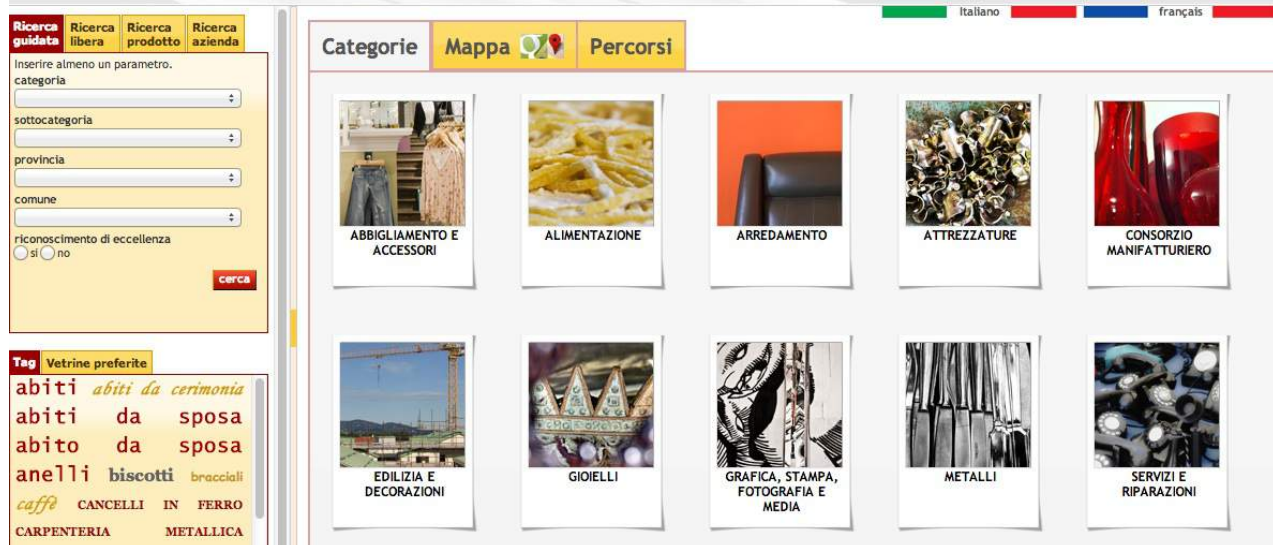 Italiano
français
Ricerca guidata
Ricerca libera
Ricerca prodotto
Ricerca azienda
Inserire almeno un parametro.
categoria
sottocategoria
provincia
comune
riconoscimento di eccellenza
si no
cerca
Tag
Vetrine preferite
abiti abiti da cerimonia
abiti da sposa
abito da sposa
anelli biscotti bracciali
caffè CANCELLI IN FERRO
CARPENTERIA METALLICA
Categorie
Mappa
Percorsi
ABBIGLIAMENTO E
ACCESSORI
ALIMENTAZIONE
ARREDAMENTO
ATTREZZATURE
CONSORZIO
MANIFATTURIERO
EDILIZIA E
DECORAZIONI
GIOIELLI
GRAFICA, STAMPA,
FOTOGRAFIA E
MEDIA
METALLI
SERVIZI E
RIPARAZIONI